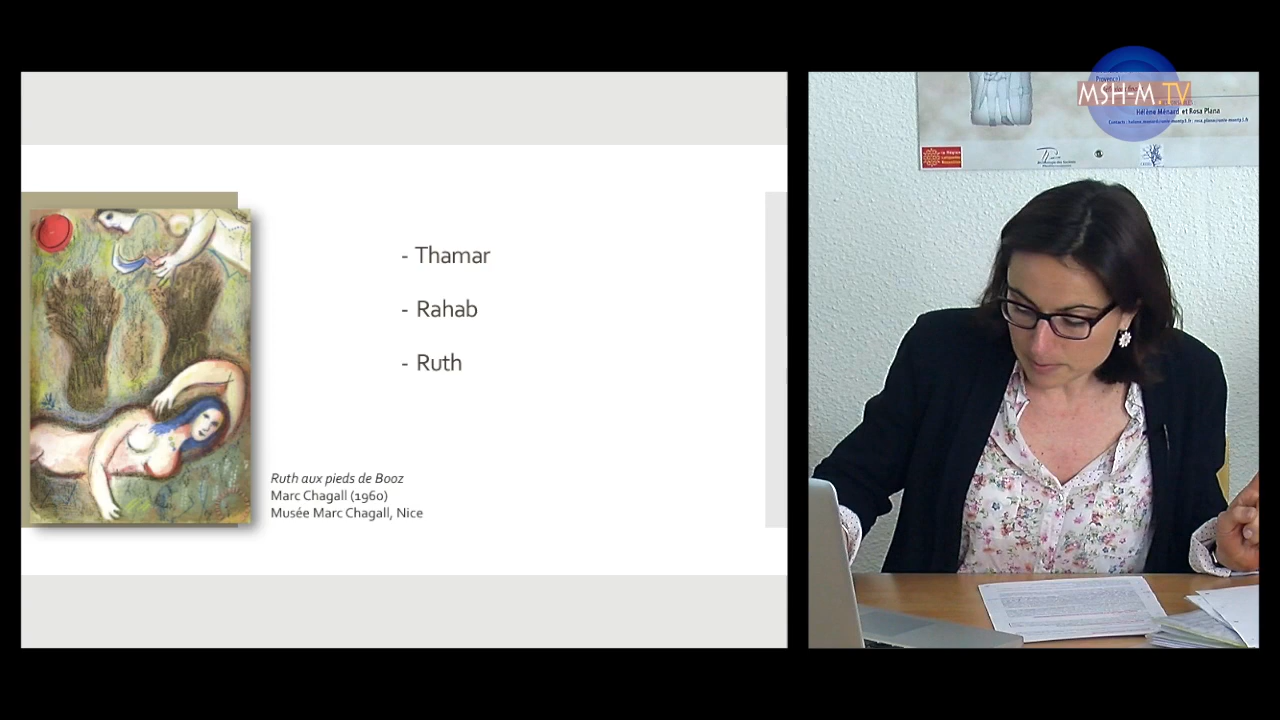 - Thamar
- Rahab
- Ruth
Ruth aux pieds de Booz
Marc Chagall (1960)
Musée Marc Chagall, Nice
MSH-M.TV
Hélène Ménard et Rosa Plana